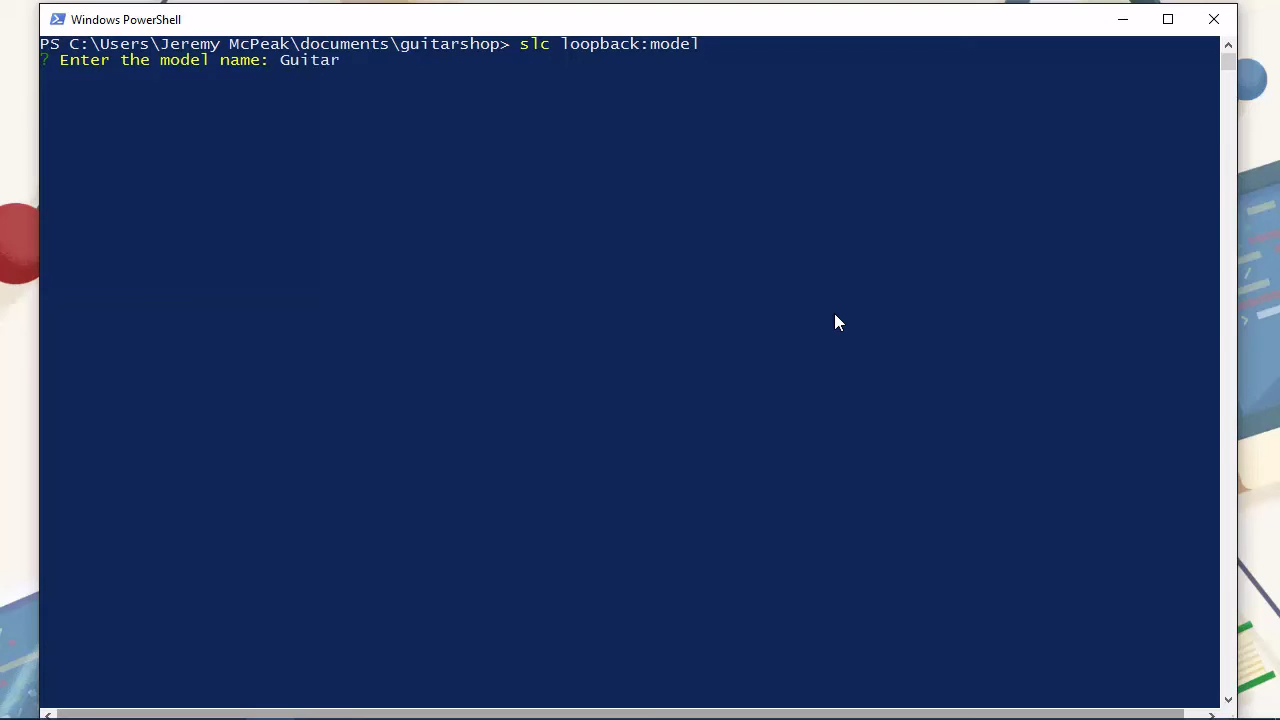 Windows PowerShell
PS C:\Users\Jeremy McPeak\documents\guitarshop> slc loopback:model
? Enter the model name: Guitar